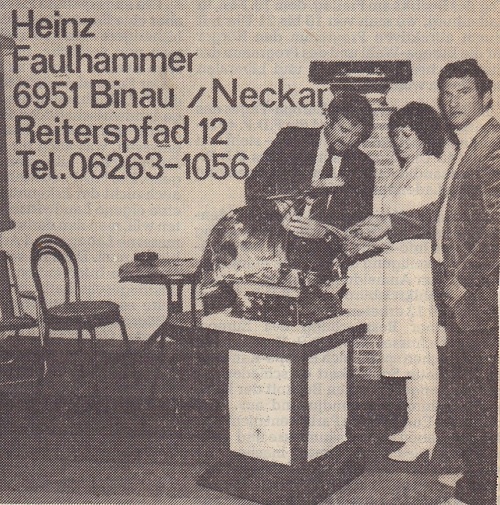 Heinz
Faulhammer
6951 Binau /Neckar
Reiterspfad 12
Tel.06263-1056